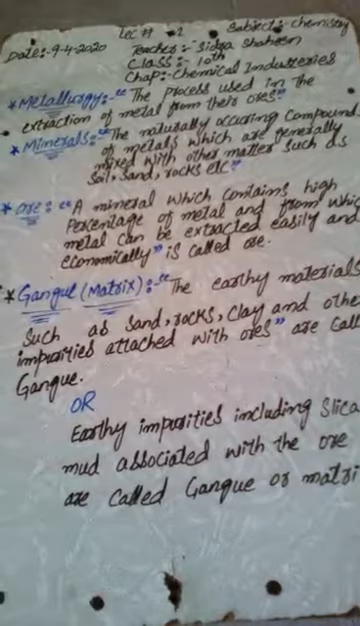 Lec # 2 Subject:- chemistry
Date:- 9-4-2020 Teacher:- Sidra Shaheen
Class:- 10th
Chap:- Chemical Industeries
* Metallurgy:- "The process used in the
extraction of metal from their ores"
* Minerals:- "The naturally occuring compound
of metals which are generally
mixed with other matter such as
Soil, Sand, rocks etc"
* Ore:- "A mineral which contains high
Percentage of metal and from whic
metal can be extracted easily and
economically" is called ore.
* Gangue (Matrix):- "The earthy materials
Such as Sand, rocks, clay and othe
impurities attached with ores" are Call
Gangue.
OR
Earthy impurities including Slica
mud associated with the ore
are called Gangue or matri